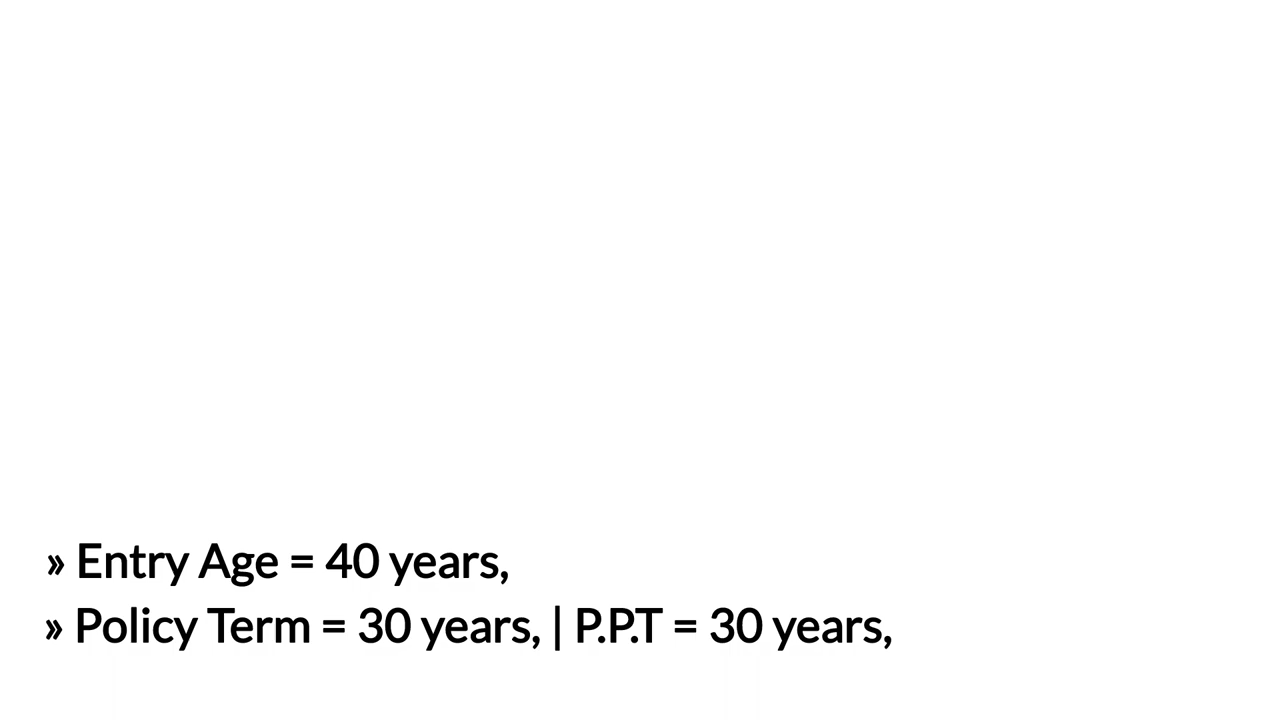 » Entry Age = 40 years,
» Policy Term = 30 years, | P.P.T = 30 years,